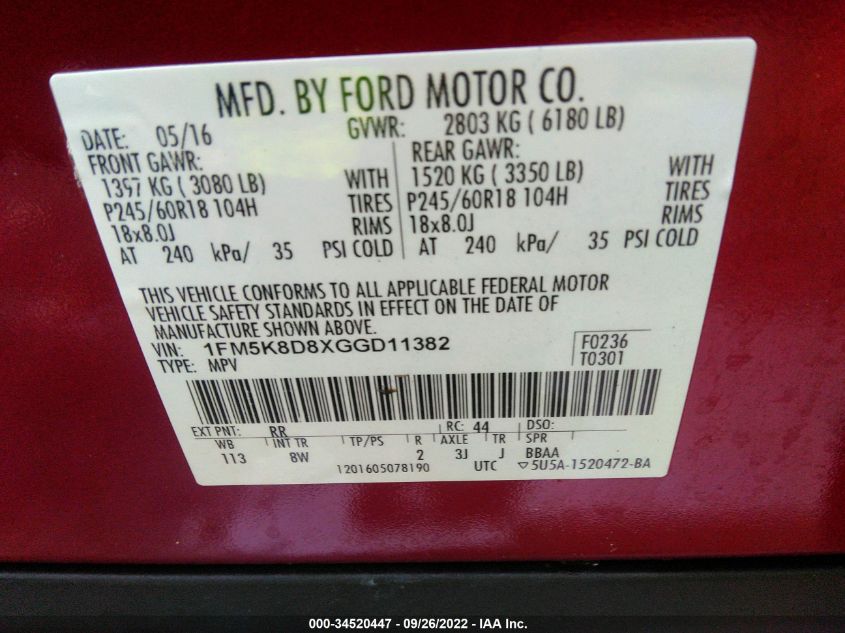 MFD. BY FORD MOTOR CO.
DATE: 05/16 GVWR: 2803 KG ( 6180 LB)
FRONT GAWR: REAR GAWR:
1397 KG ( 3080 LB) WITH 1520 KG ( 3350 LB) WITH
P245/60R18 104H TIRES P245/60R18 104H TIRES
18x8.0J RIMS 18x8.0J RIMS
AT 240 kPa/ 35 PSI COLD AT 240 kPa/ 35 PSI COLD
THIS VEHICLE CONFORMS TO ALL APPLICABLE FEDERAL MOTOR
VEHICLE SAFETY STANDARDS IN EFFECT ON THE DATE OF
MANUFACTURE SHOWN ABOVE.
VIN: 1FM5K8D8XGGD11382 F0236
TYPE: MPV T0301
EXT PNT: RR RC: 44 DSO:
WB INT TR TP/PS R AXLE TR SPR
113 8W 2 3J J BBAA
1201605078190 UTC ▽5U5A-1520472-BA
000-34520447 - 09/26/2022 - IAA Inc.